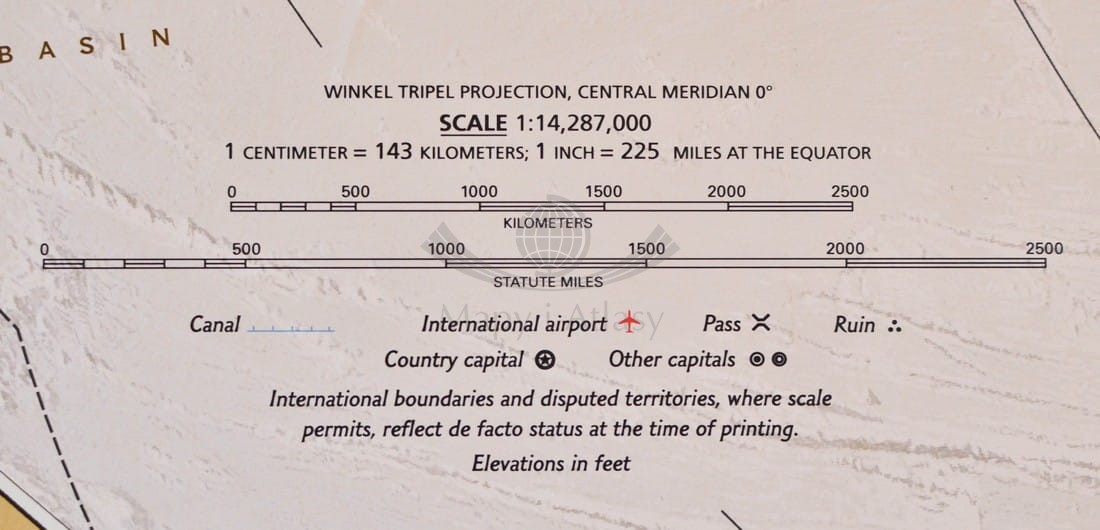 BASIN
WINKEL TRIPEL PROJECTION, CENTRAL MERIDIAN 0°
SCALE 1:14,287,000
1 CENTIMETER = 143 KILOMETERS; 1 INCH = 225 MILES AT THE EQUATOR
0 500 1000 1500 2000 2500
KILOMETERS
0 500 1000 1500 2000 2500
STATUTE MILES
Mapy i Atlasy
Canal International airport Pass Ruin
Country capital Other capitals
International boundaries and disputed territories, where scale
permits, reflect de facto status at the time of printing.
Elevations in feet